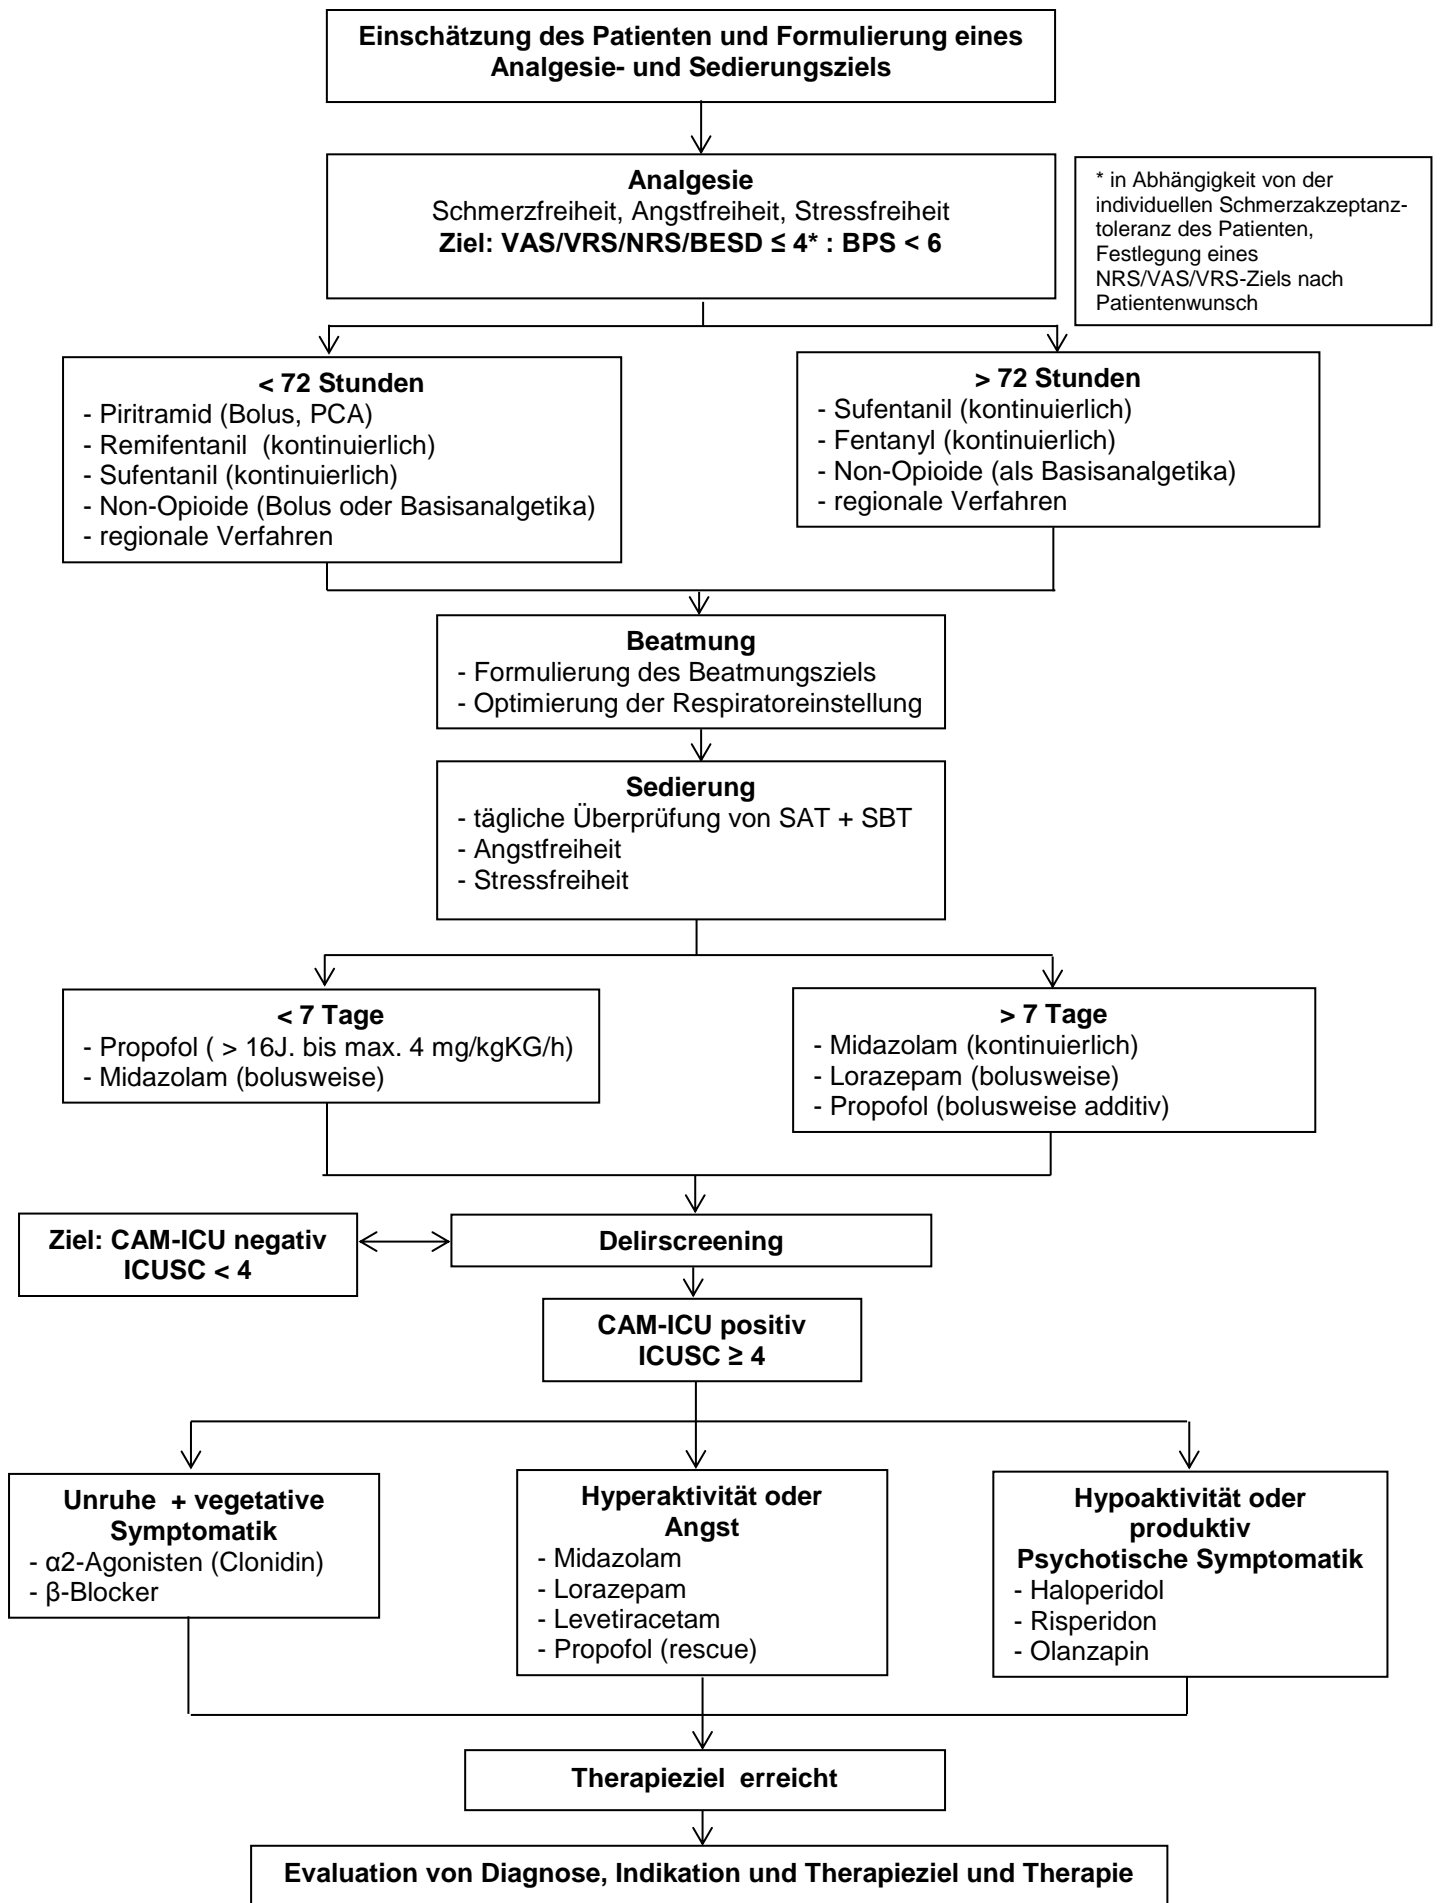 Einschätzung des Patienten und Formulierung eines
Analgesie- und Sedierungsziels
Analgesie
Schmerzfreiheit, Angstfreiheit, Stressfreiheit
Ziel: VAS/VRS/NRS/BESD ≤ 4* : BPS < 6
* in Abhängigkeit von der
individuellen Schmerzakzeptanz-
toleranz des Patienten,
Festlegung eines
NRS/VAS/VRS-Ziels nach
Patientenwunsch
< 72 Stunden
- Piritramid (Bolus, PCA)
- Remifentanil (kontinuierlich)
- Sufentanil (kontinuierlich)
- Non-Opioide (Bolus oder Basisanalgetika)
- regionale Verfahren
> 72 Stunden
- Sufentanil (kontinuierlich)
- Fentanyl (kontinuierlich)
- Non-Opioide (als Basisanalgetika)
- regionale Verfahren
Beatmung
- Formulierung des Beatmungsziels
- Optimierung der Respiratoreinstellung
Sedierung
- tägliche Überprüfung von SAT + SBT
- Angstfreiheit
- Stressfreiheit
< 7 Tage
- Propofol ( > 16J. bis max. 4 mg/kgKG/h)
- Midazolam (bolusweise)
> 7 Tage
- Midazolam (kontinuierlich)
- Lorazepam (bolusweise)
- Propofol (bolusweise additiv)
Ziel: CAM-ICU negativ
ICUSC < 4
Delirscreening
CAM-ICU positiv
ICUSC ≥ 4
Unruhe + vegetative
Symptomatik
- α2-Agonisten (Clonidin)
- β-Blocker
Hyperaktivität oder
Angst
- Midazolam
- Lorazepam
- Levetiracetam
- Propofol (rescue)
Hypoaktivität oder
produktiv
Psychotische Symptomatik
- Haloperidol
- Risperidon
- Olanzapin
Therapieziel erreicht
Evaluation von Diagnose, Indikation und Therapieziel und Therapie